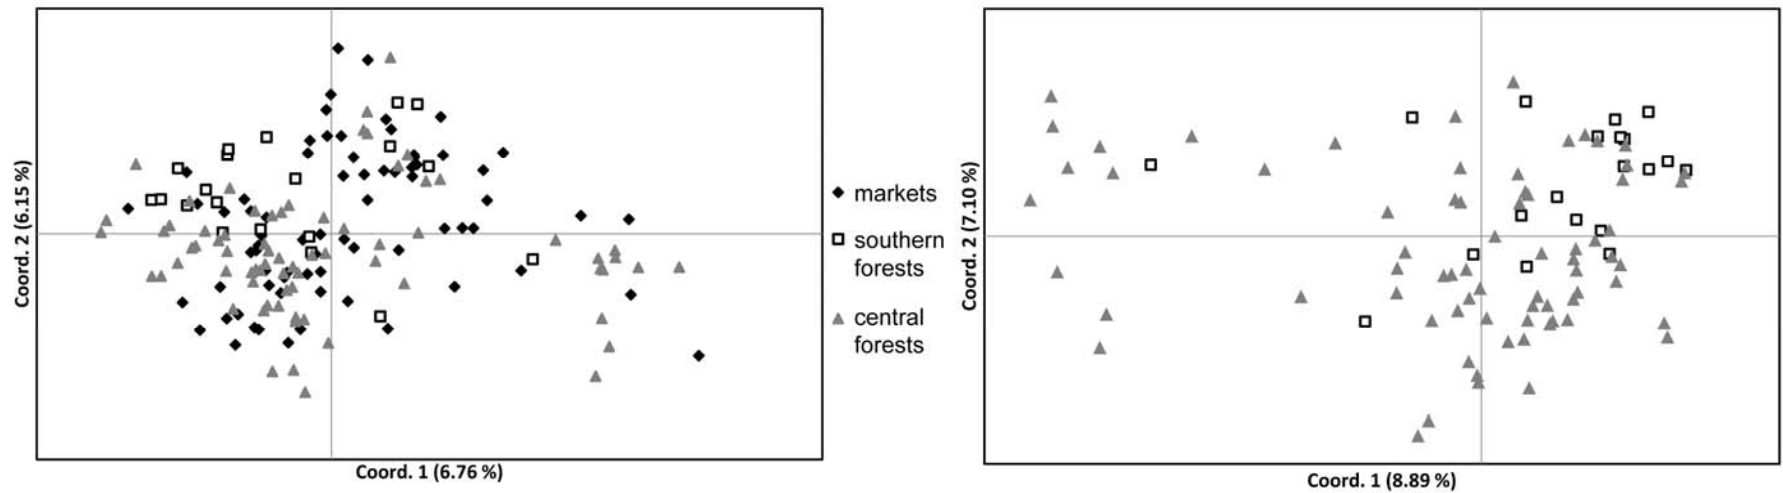 Coord. 2 (6.15 %)
Coord. 1 (6.76 %)
markets
southern
forests
central
forests
Coord. 2 (7.10 %)
Coord. 1 (8.89 %)